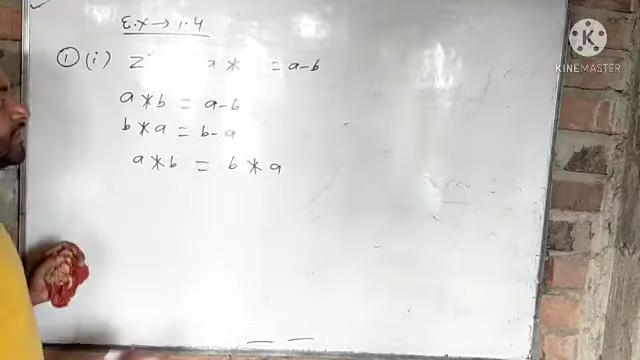 Ex → 1.4
① (i) Z⁺ a * = a-b
a * b = a-b
b * a = b-a
a * b = b * a
KINEMASTER